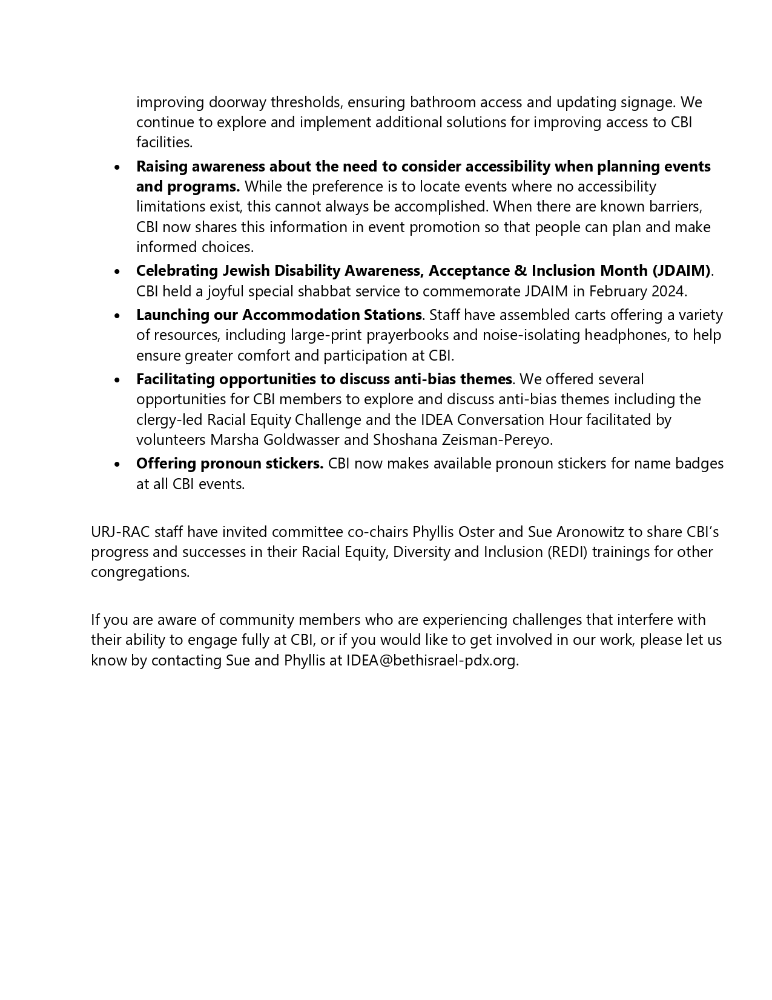 improving doorway thresholds, ensuring bathroom access and updating signage. We
continue to explore and implement additional solutions for improving access to CBI
facilities.
• Raising awareness about the need to consider accessibility when planning events
and programs. While the preference is to locate events where no accessibility
limitations exist, this cannot always be accomplished. When there are known barriers,
CBI now shares this information in event promotion so that people can plan and make
informed choices.
• Celebrating Jewish Disability Awareness, Acceptance & Inclusion Month (JDAIM).
CBI held a joyful special shabbat service to commemorate JDAIM in February 2024.
• Launching our Accommodation Stations. Staff have assembled carts offering a variety
of resources, including large-print prayerbooks and noise-isolating headphones, to help
ensure greater comfort and participation at CBI.
• Facilitating opportunities to discuss anti-bias themes. We offered several
opportunities for CBI members to explore and discuss anti-bias themes including the
clergy-led Racial Equity Challenge and the IDEA Conversation Hour facilitated by
volunteers Marsha Goldwasser and Shoshana Zeisman-Pereyo.
• Offering pronoun stickers. CBI now makes available pronoun stickers for name badges
at all CBI events.
URJ-RAC staff have invited committee co-chairs Phyllis Oster and Sue Aronowitz to share CBI’s
progress and successes in their Racial Equity, Diversity and Inclusion (REDI) trainings for other
congregations.
If you are aware of community members who are experiencing challenges that interfere with
their ability to engage fully at CBI, or if you would like to get involved in our work, please let us
know by contacting Sue and Phyllis at IDEA@bethisrael-pdx.org.